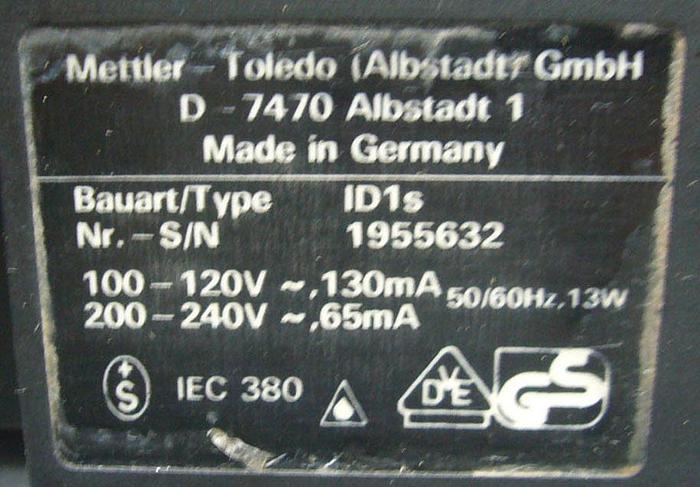 Mettler - Toledo (Albstadt) GmbH
D - 7470 Albstadt 1
Made in Germany
Bauart/Type ID1s
Nr. - S/N 1955632
100 - 120V ~,130mA 50/60Hz, 13W
200 - 240V ~,65mA
+S IEC 380 DVE GS